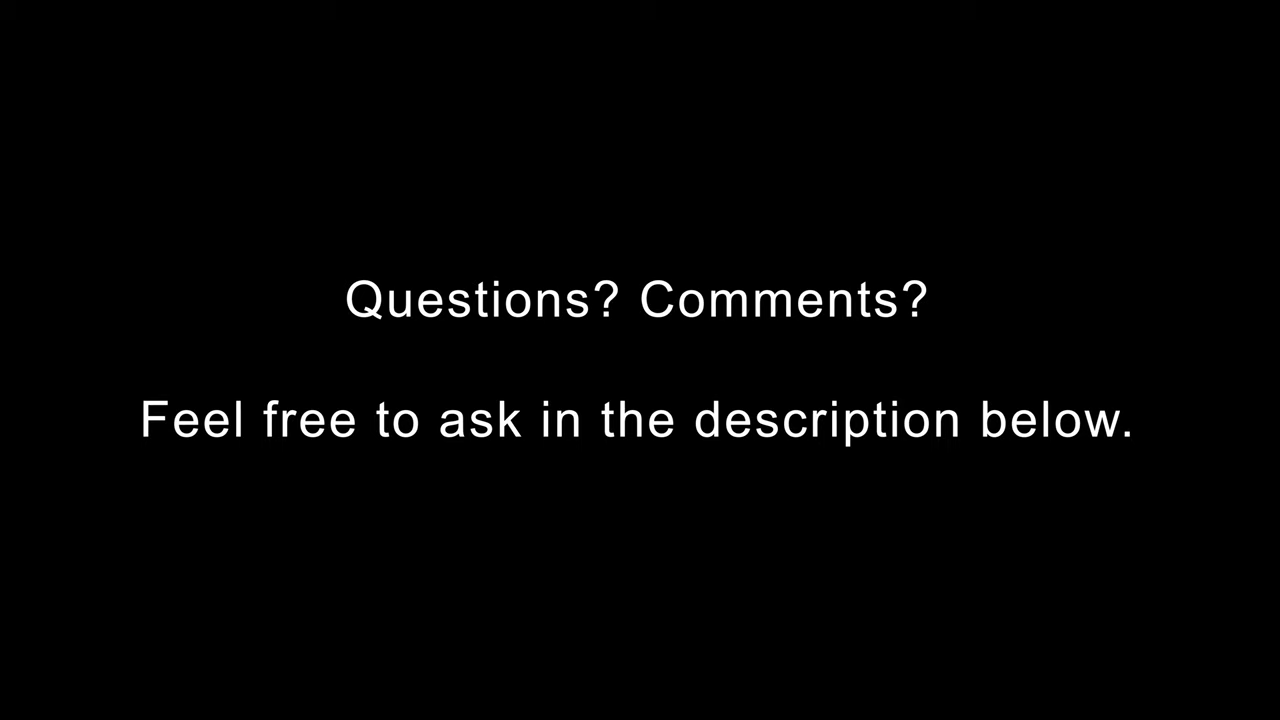 Questions? Comments?
Feel free to ask in the description below.